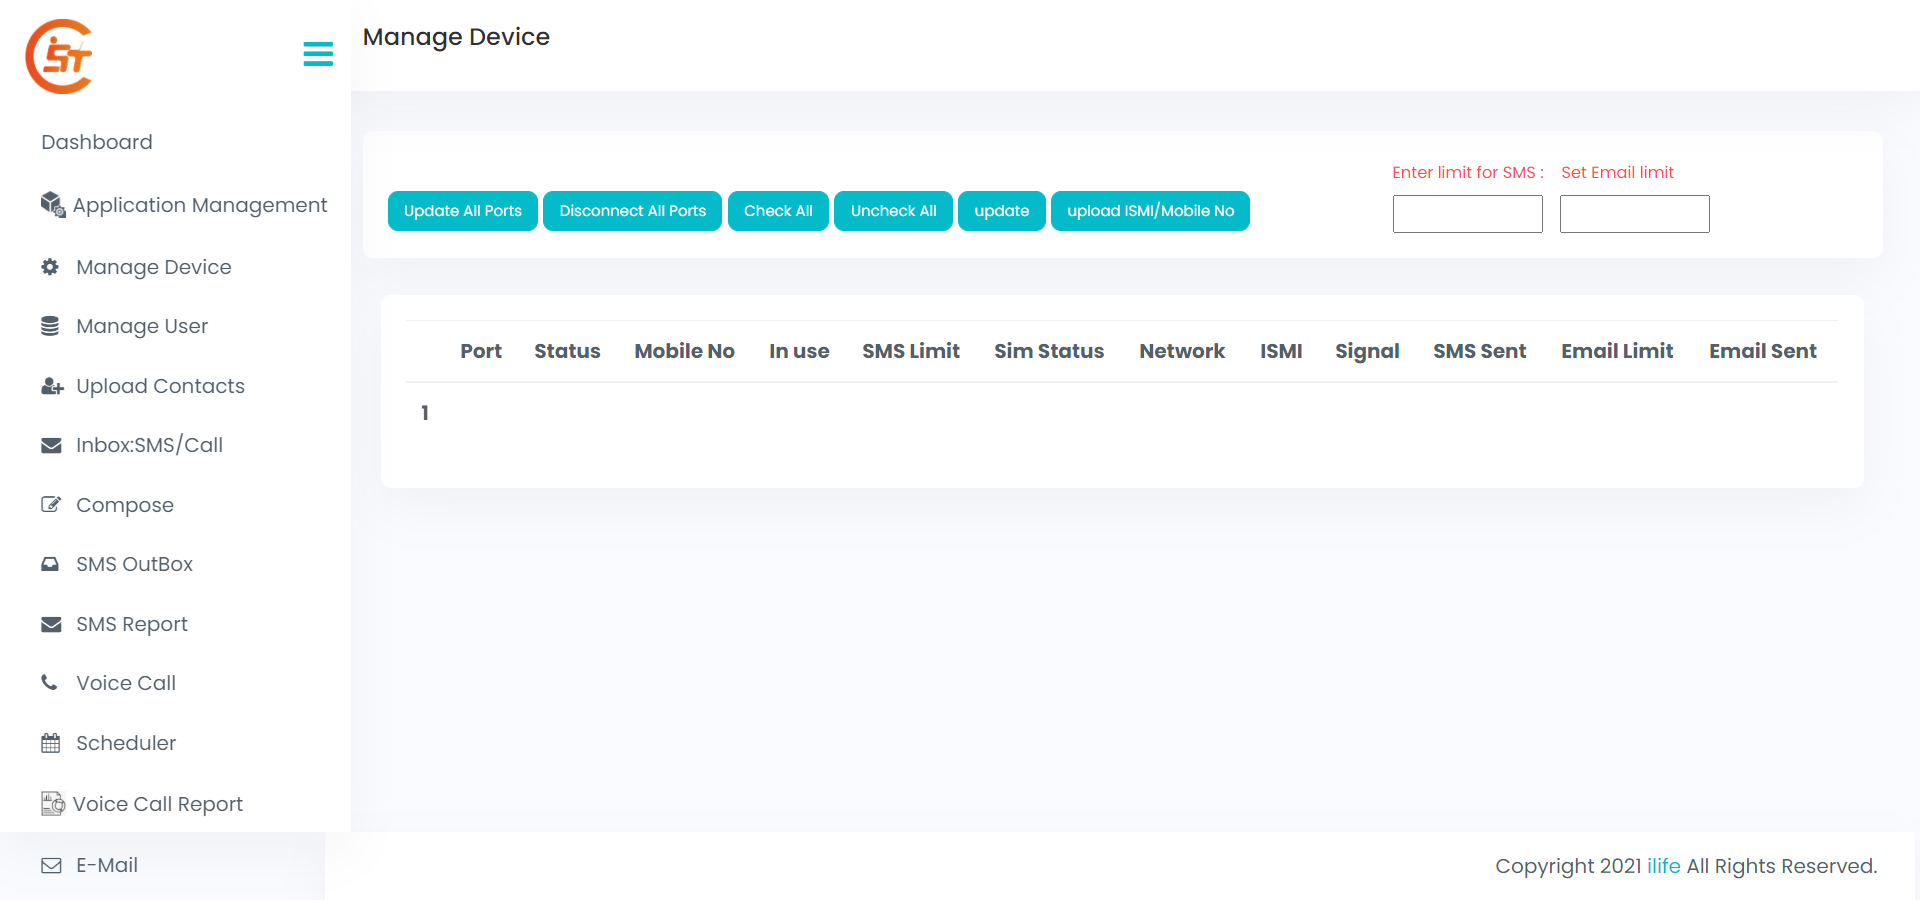 iST
Manage Device
Dashboard
Application Management
Manage Device
Manage User
Upload Contacts
Inbox:SMS/Call
Compose
SMS OutBox
SMS Report
Voice Call
Scheduler
Voice Call Report
E-Mail
Enter limit for SMS : Set Email limit
Update All Ports Disconnect All Ports Check All Uncheck All update upload ISMI/Mobile No
Port Status Mobile No In use SMS Limit Sim Status Network ISMI Signal SMS Sent Email Limit Email Sent
1
Copyright 2021 ilife All Rights Reserved.